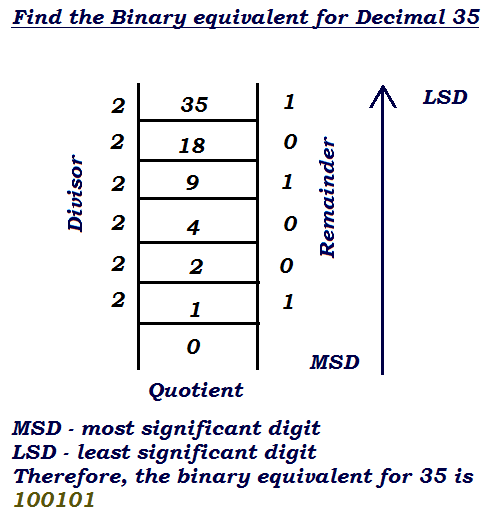 Find the Binary equivalent for Decimal 35
2 35 1 LSD
2 18 0
2 9 1
2 4 0
2 2 0
2 1 1
0
MSD
Divisor
Remainder
Quotient
MSD - most significant digit
LSD - least significant digit
Therefore, the binary equivalent for 35 is
100101